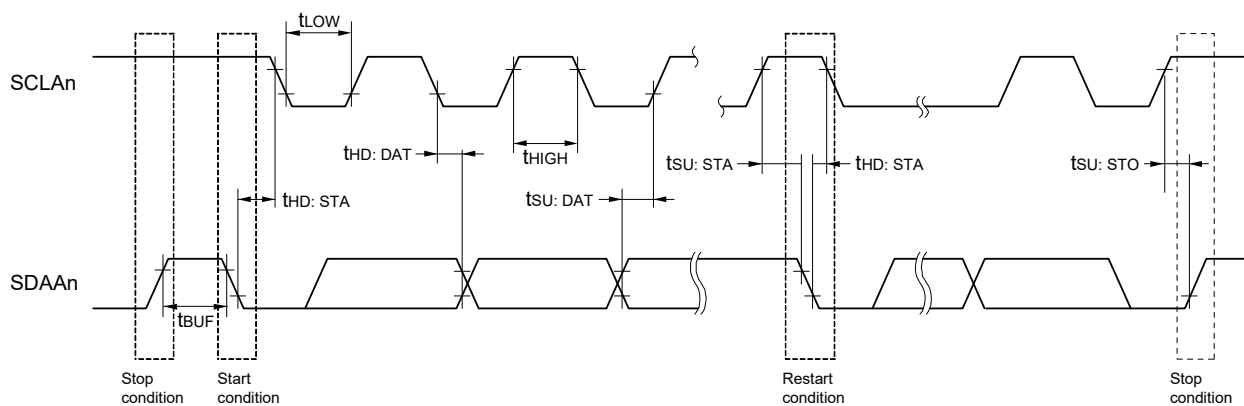 tLOW
SCLAn
tHD: DAT
tHIGH
tSU: STA
tHD: STA
tSU: STO
tHD: STA
tSU: DAT
SDAAn
tBUF
Stop
condition
Start
condition
Restart
condition
Stop
condition